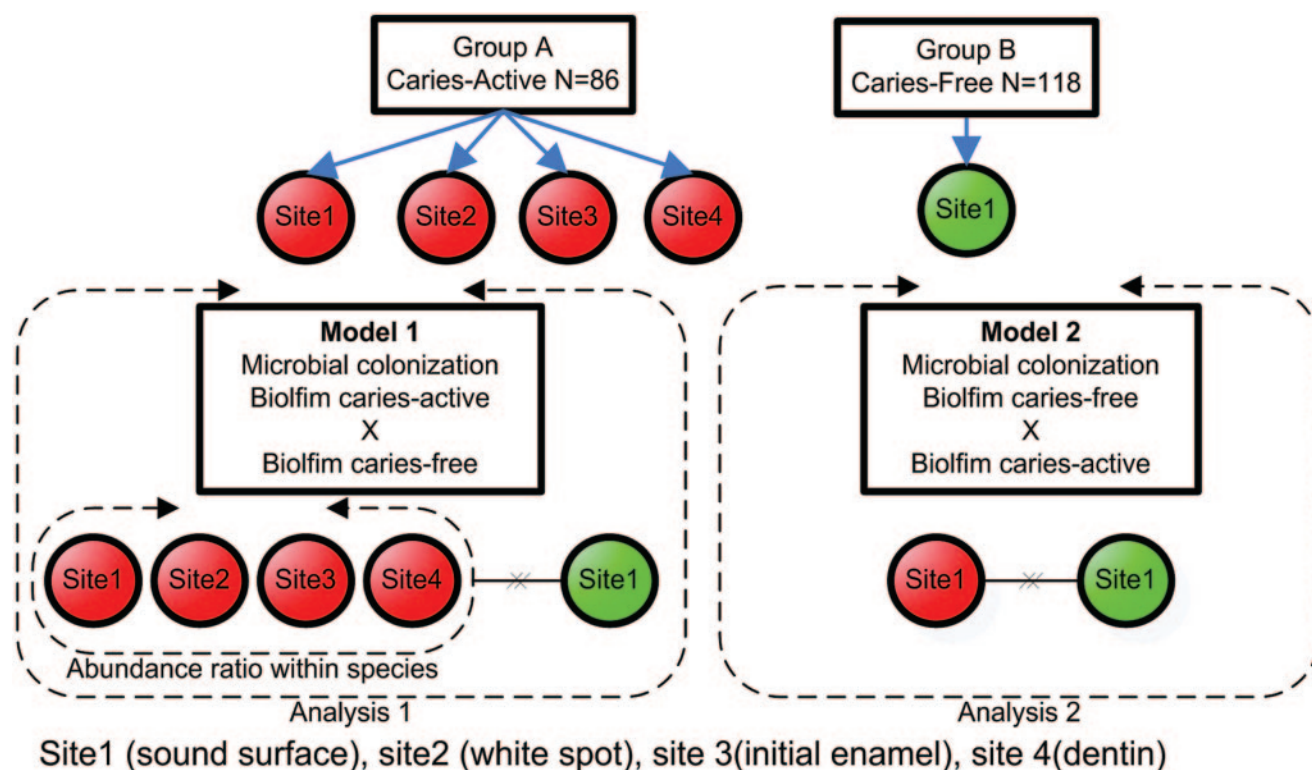 Group A
Caries-Active N=86
Group B
Caries-Free N=118
Site1
Site2
Site3
Site4
Site1
Model 1
Microbial colonization
Biolfim caries-active
X
Biolfim caries-free
Model 2
Microbial colonization
Biolfim caries-free
X
Biolfim caries-active
Site1
Site2
Site3
Site4
Site1
Site1
Site1
Abundance ratio within species
Analysis 1
Analysis 2
Site1 (sound surface), site2 (white spot), site 3(initial enamel), site 4(dentin)